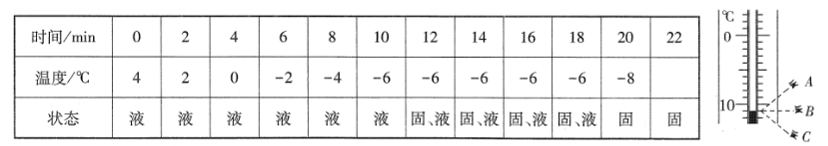 时间/min 0 2 4 6 8 10 12 14 16 18 20 22
温度/℃ 4 2 0 -2 -4 -6 -6 -6 -6 -6 -8
状态 液 液 液 液 液 液 固、液 固、液 固、液 固、液 固 固
℃
0
10
A
B
C